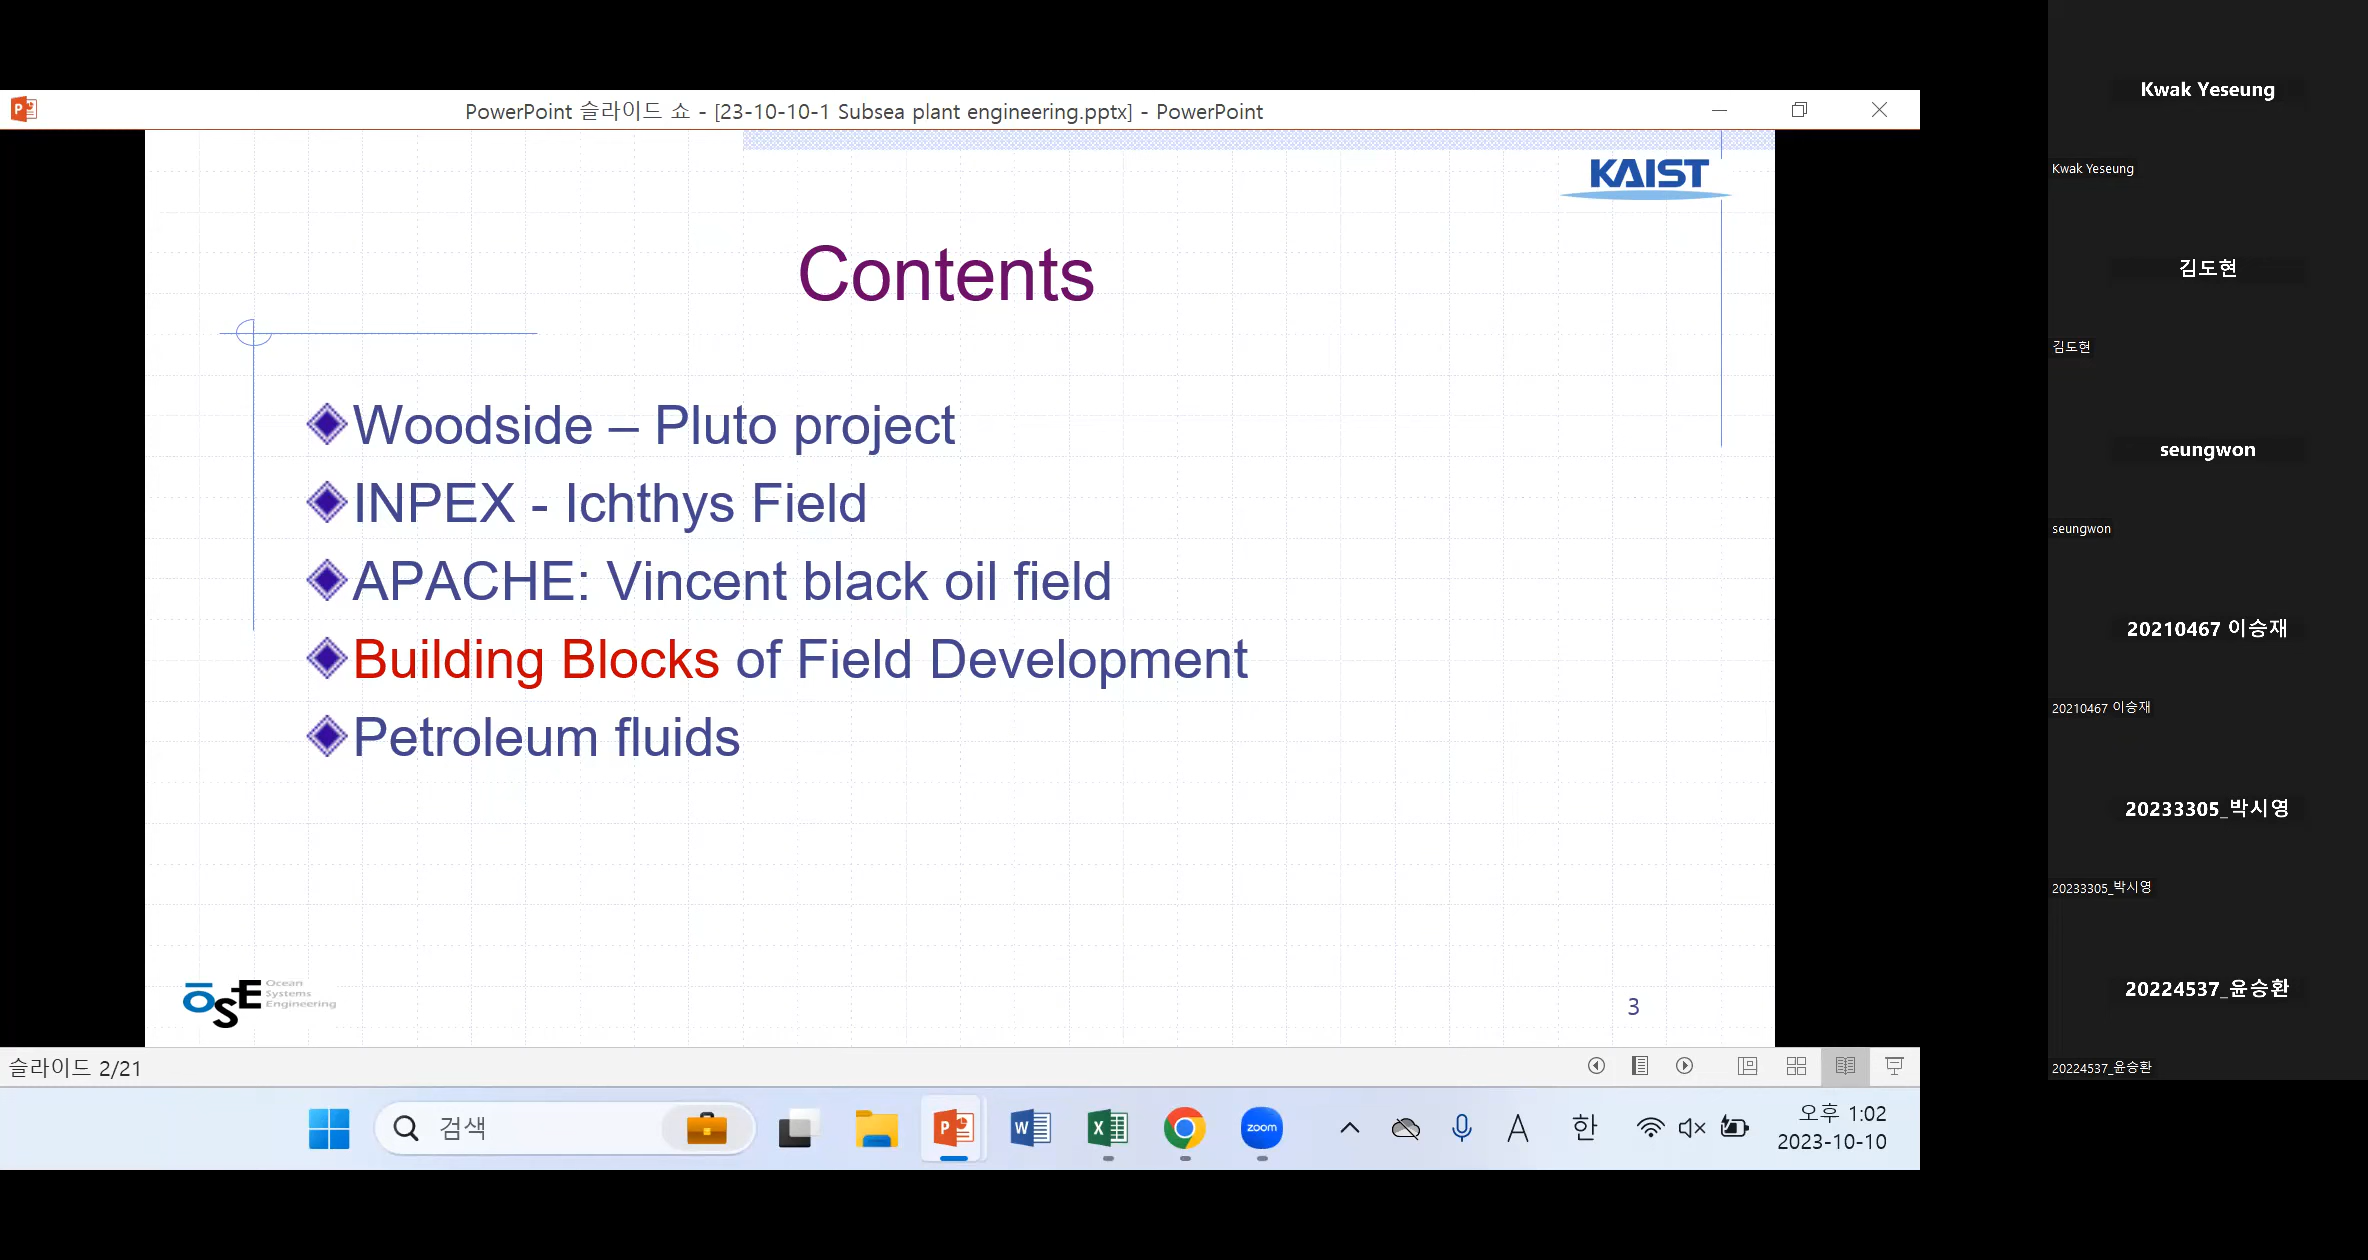 PowerPoint 슬라이드 쇼 - [23-10-10-1 Subsea plant engineering.pptx] - PowerPoint
KAIST
Contents
Woodside – Pluto project
INPEX - Ichthys Field
APACHE: Vincent black oil field
Building Blocks of Field Development
Petroleum fluids
OSE Ocean
Systems
Engineering
3
슬라이드 2/21
검색
zoom
A
한
오후 1:02
2023-10-10
Kwak Yeseung
Kwak Yeseung
김도현
김도현
seungwon
seungwon
20210467 이승재
20210467 이승재
20233305_박시영
20233305_박시영
20224537_윤승환
20224537_윤승환